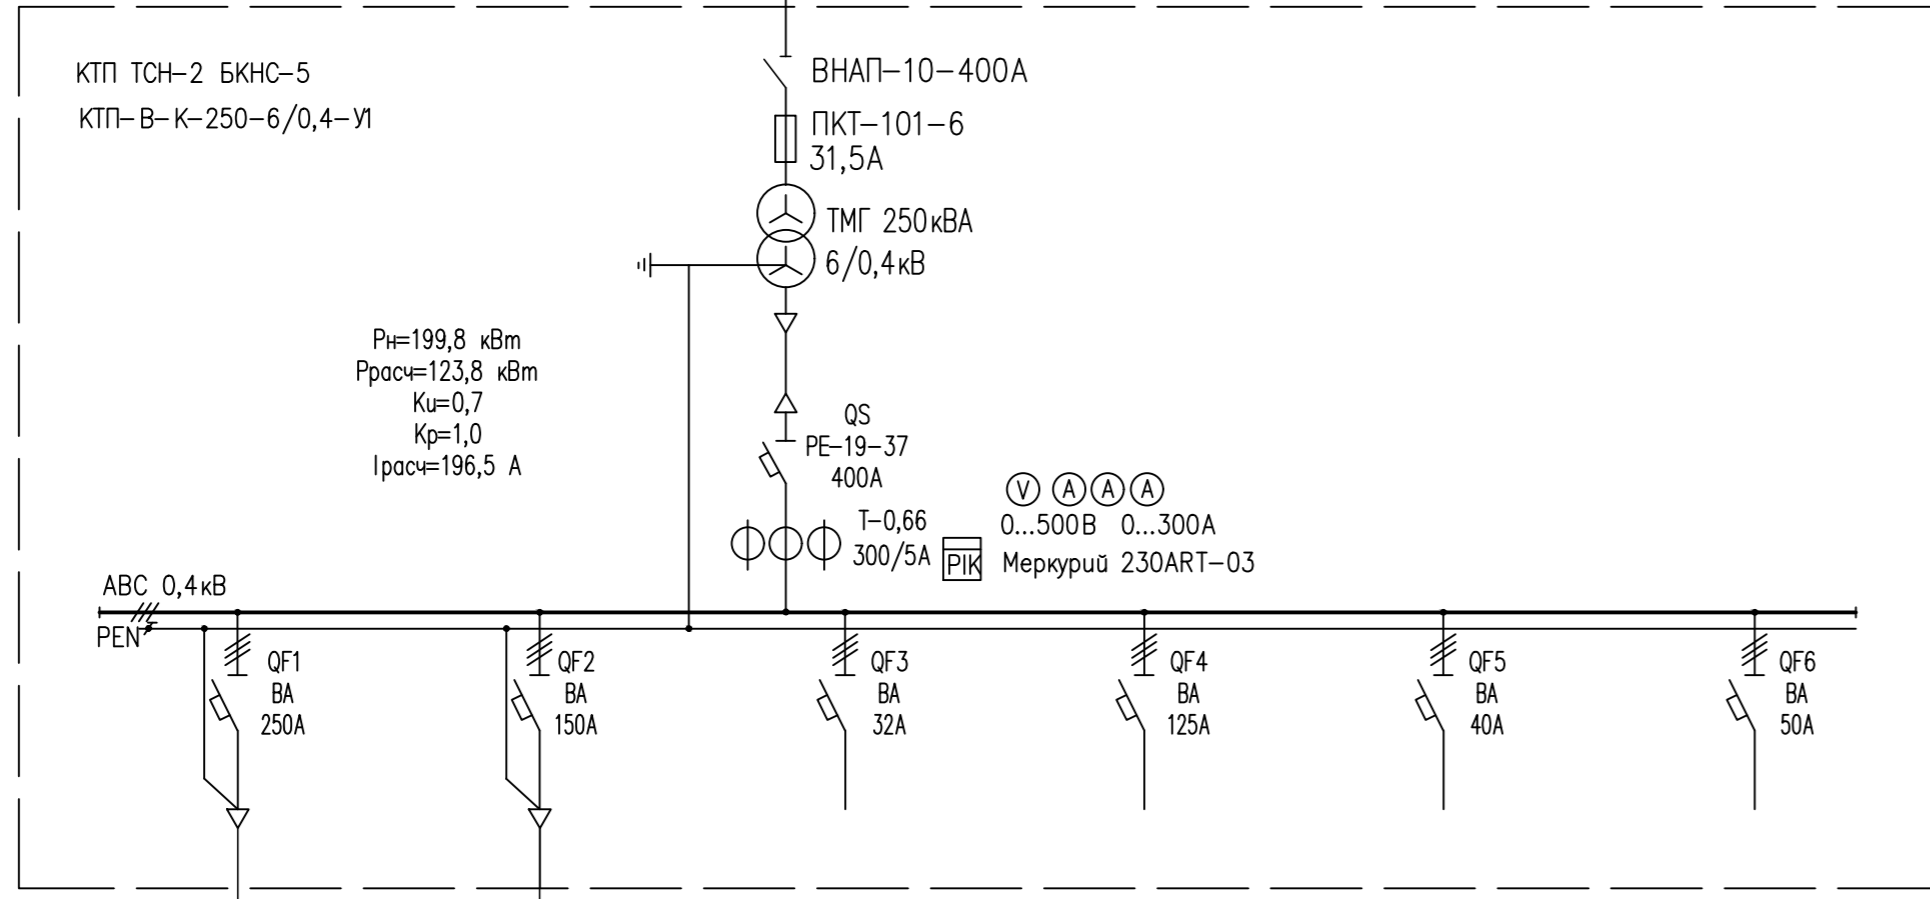 КТП ТСН-2 БКНС-5
КТП-В-К-250-6/0,4-У1
ВНАП-10-400А
ПКТ-101-6
31,5А
ТМГ 250кВА
6/0,4кВ
Рн=199,8 кВт
Ррасч=123,8 кВт
Ки=0,7
Кр=1,0
Iрасч=196,5 А
QS
РЕ-19-37
400А
Т-0,66
300/5А
V A A A
0...500В 0...300А
PIK Меркурий 230ART-03
АВС 0,4кВ
PEN
QF1
ВА
250А
QF2
ВА
150А
QF3
ВА
32А
QF4
ВА
125А
QF5
ВА
40А
QF6
ВА
50А